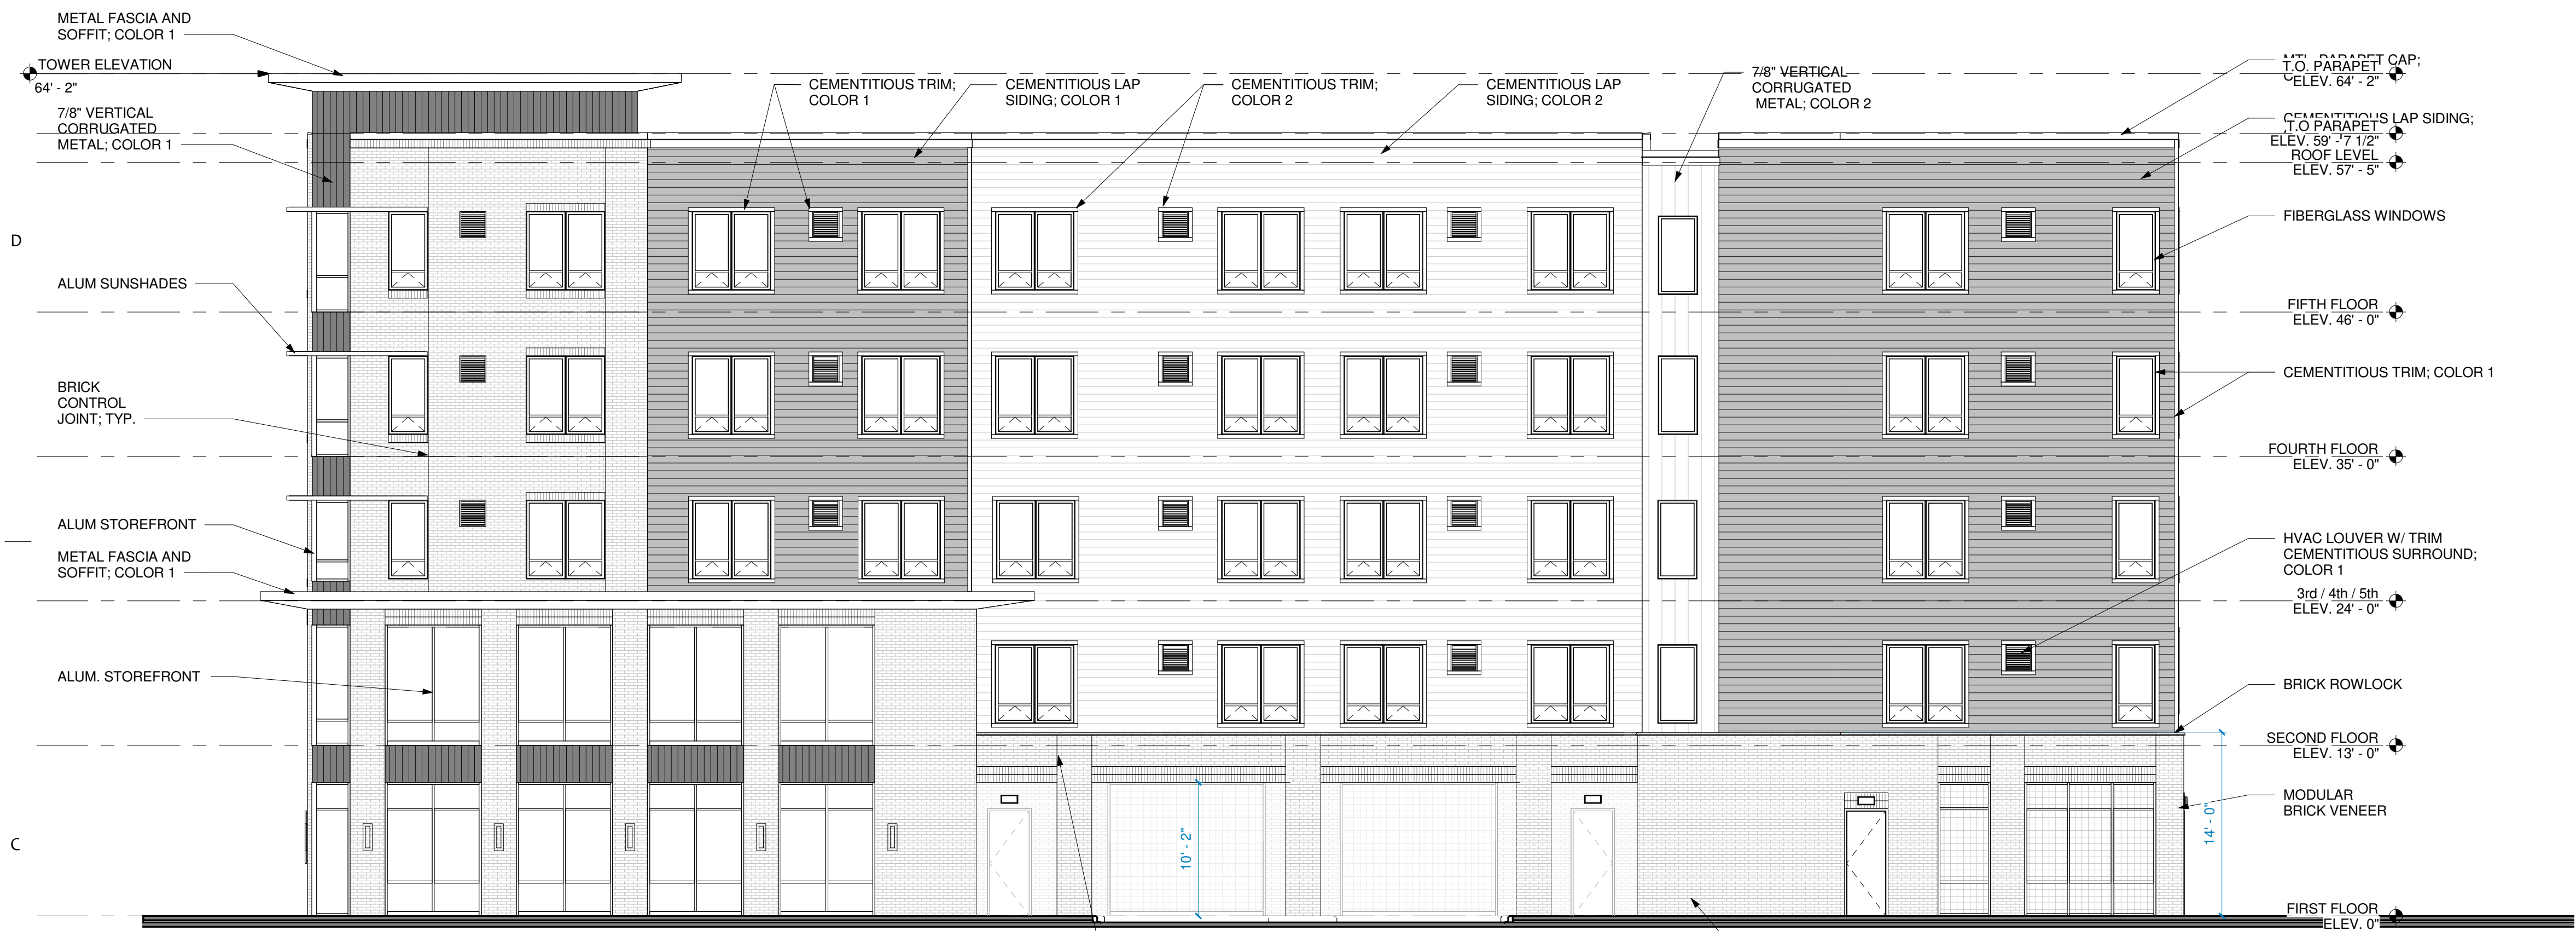 METAL FASCIA AND
SOFFIT; COLOR 1
TOWER ELEVATION
64' - 2"
7/8" VERTICAL
CORRUGATED
METAL; COLOR 1
CEMENTITIOUS TRIM;
COLOR 1
CEMENTITIOUS LAP
SIDING; COLOR 1
CEMENTITIOUS TRIM;
COLOR 2
CEMENTITIOUS LAP
SIDING; COLOR 2
7/8" VERTICAL
CORRUGATED
METAL; COLOR 2
CAP;
T.O. PARAPET
ELEV. 64' - 2"
LAP SIDING;
T.O PARAPET
ELEV. 59' - 7 1/2"
ROOF LEVEL
ELEV. 57' - 5"
D
FIBERGLASS WINDOWS
ALUM SUNSHADES
FIFTH FLOOR
ELEV. 46' - 0"
BRICK
CONTROL
JOINT; TYP.
CEMENTITIOUS TRIM; COLOR 1
FOURTH FLOOR
ELEV. 35' - 0"
ALUM STOREFRONT
METAL FASCIA AND
SOFFIT; COLOR 1
HVAC LOUVER W/ TRIM
CEMENTITIOUS SURROUND;
COLOR 1
3rd / 4th / 5th
ELEV. 24' - 0"
ALUM. STOREFRONT
BRICK ROWLOCK
SECOND FLOOR
ELEV. 13' - 0"
MODULAR
BRICK VENEER
C
10' - 2"
14' - 0"
FIRST FLOOR
ELEV. 0"